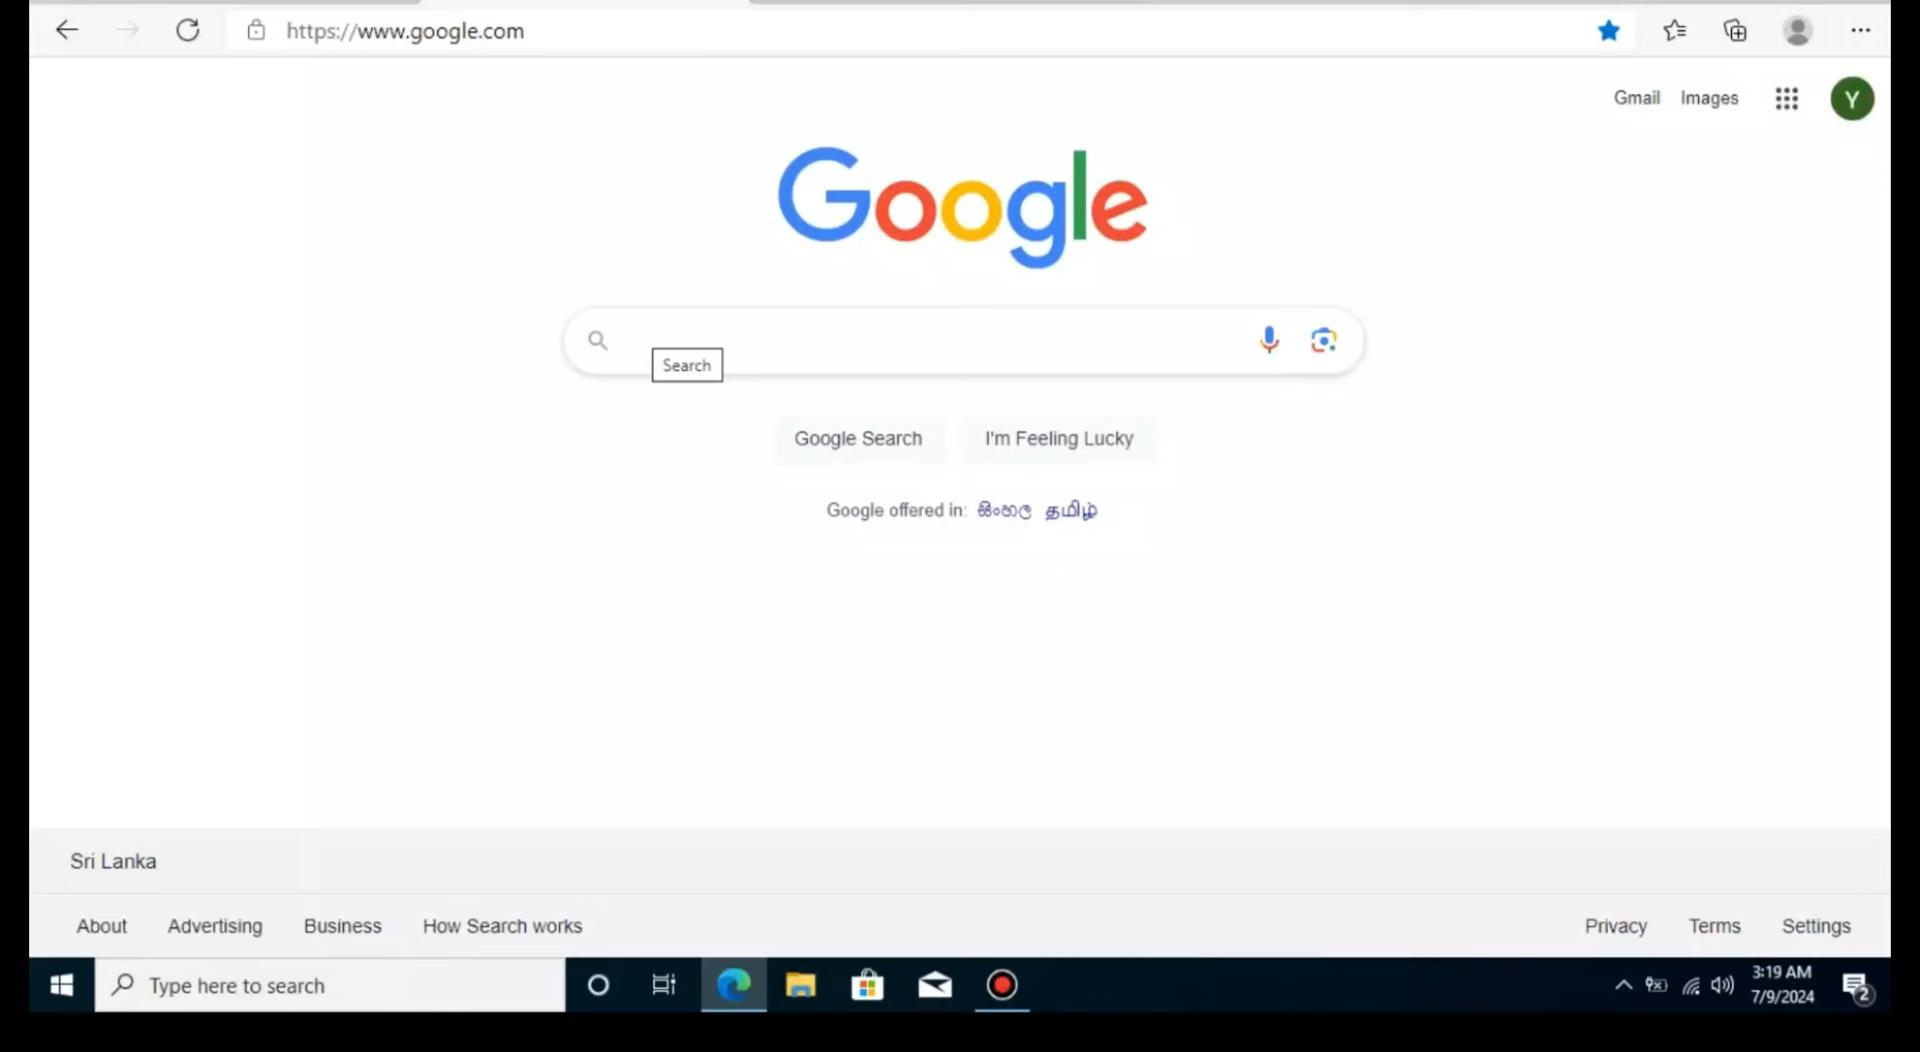 https://www.google.com
Gmail Images
Y
Google
Search
Google Search I'm Feeling Lucky
Google offered in: සිංහල தமிழ்
Sri Lanka
About Advertising Business How Search works Privacy Terms Settings
Type here to search
3:19 AM
7/9/2024
2